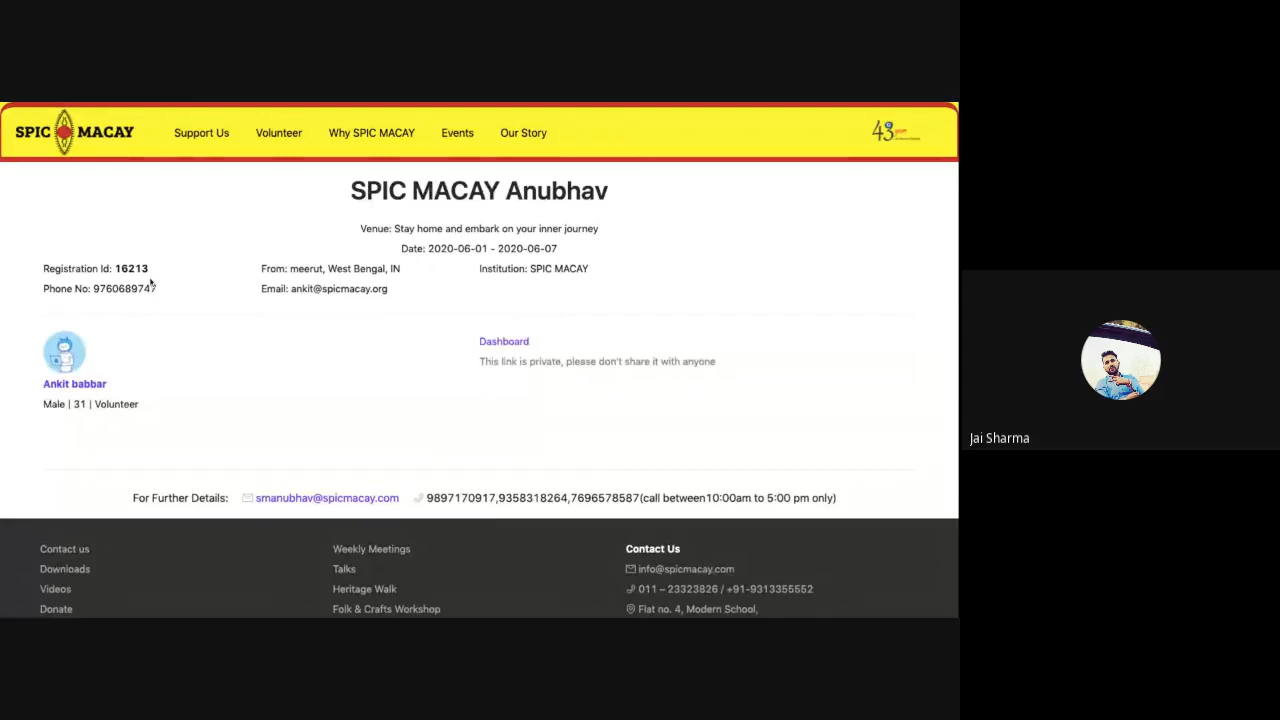 SPIC MACAY
Support Us
Volunteer
Why SPIC MACAY
Events
Our Story
43
SPIC MACAY Anubhav
Venue: Stay home and embark on your inner journey
Date: 2020-06-01 - 2020-06-07
Registration Id: 16213
From: meerut, West Bengal, IN
Institution: SPIC MACAY
Phone No: 9760689747
Email: ankit@spicmacay.org
Dashboard
This link is private, please don't share it with anyone
Ankit babbar
Male | 31 | Volunteer
Jai Sharma
For Further Details: smanubhav@spicmacay.com 9897170917,9358318264,7696578587(call between10:00am to 5:00 pm only)
Contact us
Downloads
Videos
Donate
Weekly Meetings
Talks
Heritage Walk
Folk & Crafts Workshop
Contact Us
info@spicmacay.com
011 – 23323826 / +91-9313355552
Flat no. 4, Modern School,